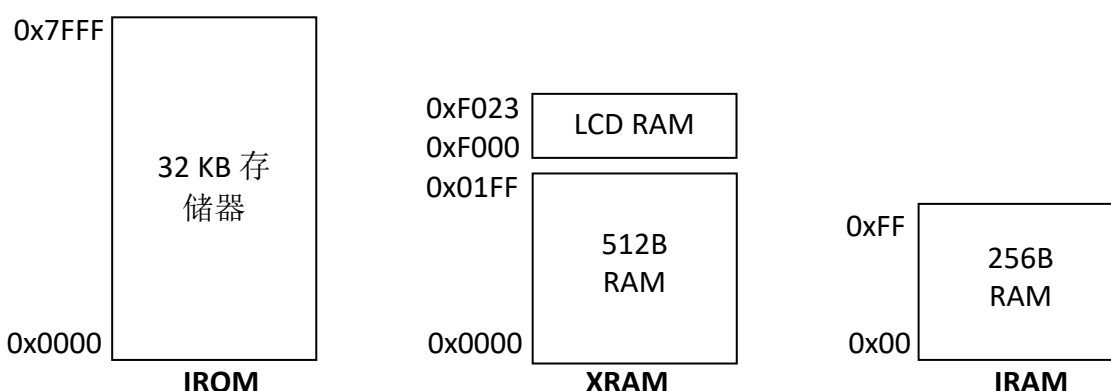 0x7FFF
32 KB 存
储器
0x0000
IROM
0xF023
LCD RAM
0xF000
0x01FF
512B
RAM
0x0000
XRAM
0xFF
256B
RAM
0x00
IRAM